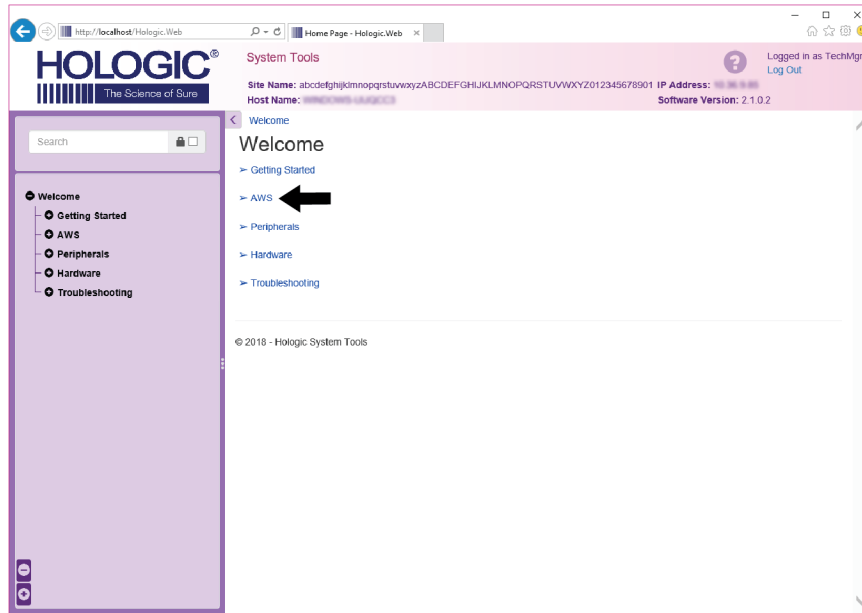 http://localhost/Hologic.Web
Home Page - Hologic.Web
HOLOGIC®
The Science of Sure
System Tools
?
Logged in as TechMgr
Log Out
Site Name: abcdefghijklmnopqrstuvwxyzABCDEFGHIJKLMNOPQRSTUVWXYZ012345678901 IP Address:
Host Name:
Software Version: 2.1.0.2
Search
Welcome
Getting Started
AWS
Peripherals
Hardware
Troubleshooting
Welcome
Welcome
➢ Getting Started
➢ AWS
➢ Peripherals
➢ Hardware
➢ Troubleshooting
© 2018 - Hologic System Tools